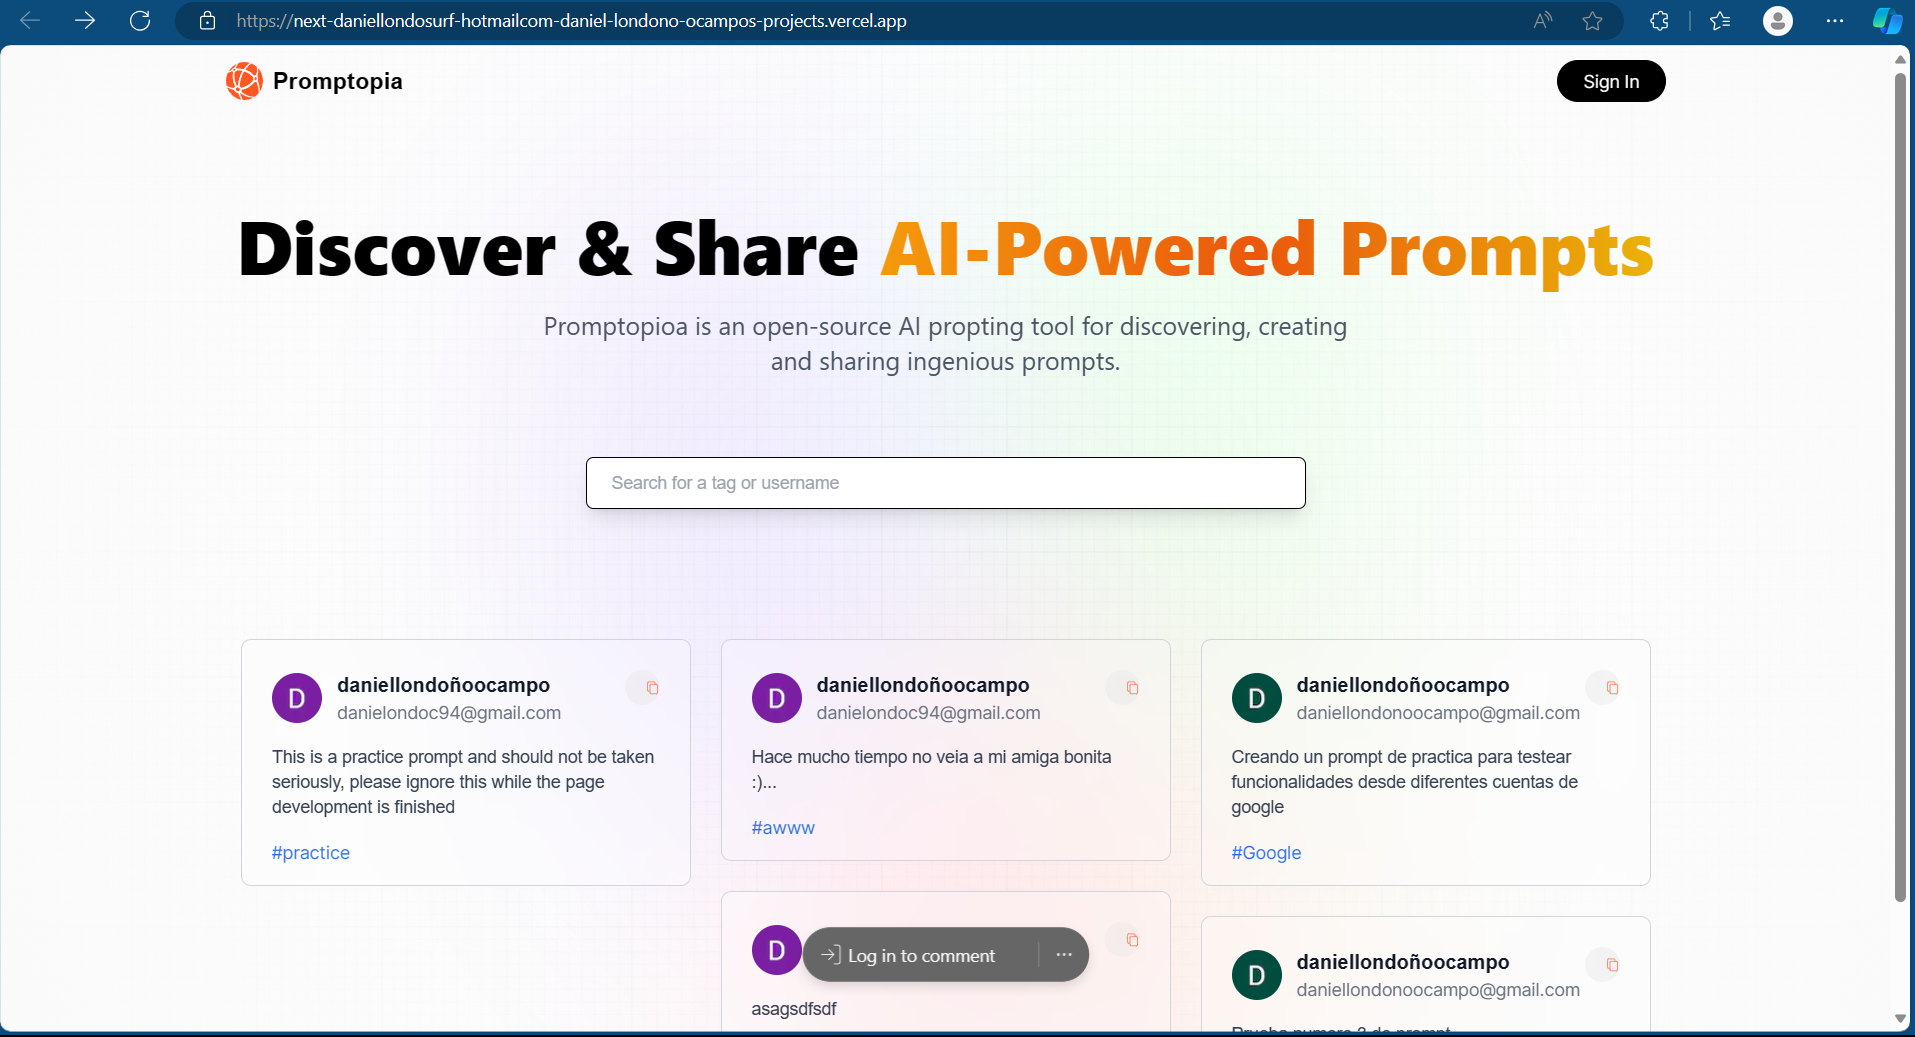 https://next-daniellondosurf-hotmailcom-daniel-londono-ocampos-projects.vercel.app
Promptopia
Sign In
Discover & Share AI-Powered Prompts
Promptopioa is an open-source AI propting tool for discovering, creating
and sharing ingenious prompts.
Search for a tag or username
D
daniellondoñoocampo
danielondoc94@gmail.com
This is a practice prompt and should not be taken
seriously, please ignore this while the page
development is finished
#practice
D
daniellondoñoocampo
danielondoc94@gmail.com
Hace mucho tiempo no veia a mi amiga bonita
:)...
#awww
D
daniellondoñoocampo
daniellondonoocampo@gmail.com
Creando un prompt de practica para testear
funcionalidades desde diferentes cuentas de
google
#Google
D
Log in to comment
asagsdfsdf
D
daniellondoñoocampo
daniellondonoocampo@gmail.com